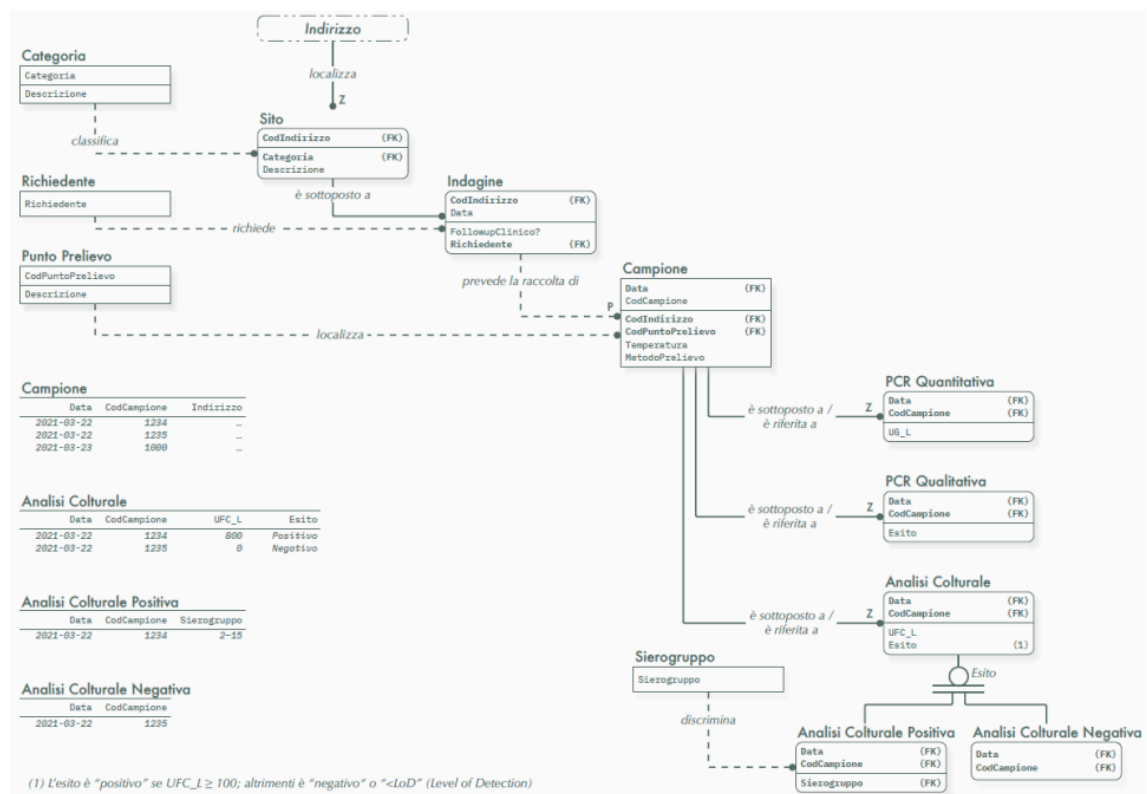 Indirizzo
localizza
Z
Categoria
Categoria
Descrizione
classifica
Sito
CodIndirizzo (FK)
Categoria (FK)
Descrizione
è sottoposto a
Richiedente
Richiedente
richiede
Indagine
CodIndirizzo (FK)
Data
FollowupClinico?
Richiedente (FK)
prevede la raccolta di
P
Punto Prelievo
CodPuntoPrelievo
Descrizione
localizza
Campione
Data (FK)
CodCampione
CodIndirizzo (FK)
CodPuntoPrelievo (FK)
Temperatura
MetodoPrelievo
PCR Quantitativa
è sottoposto a /
è riferita a
Z
Data (FK)
CodCampione (FK)
UG_L
PCR Qualitativa
è sottoposto a /
è riferita a
Z
Data (FK)
CodCampione (FK)
Esito
Analisi Colturale
è sottoposto a /
è riferita a
Z
Data (FK)
CodCampione (FK)
UFC_L
Esito (1)
Esito
Sierogruppo
Sierogruppo
discrimina
Analisi Colturale Positiva
Data (FK)
CodCampione (FK)
Sierogruppo (FK)
Analisi Colturale Negativa
Data (FK)
CodCampione (FK)
Campione
Data CodCampione Indirizzo
2021-03-22 1234 …
2021-03-22 1235 …
2021-03-23 1000 …
Analisi Colturale
Data CodCampione UFC_L Esito
2021-03-22 1234 800 Positivo
2021-03-22 1235 0 Negativo
Analisi Colturale Positiva
Data CodCampione Sierogruppo
2021-03-22 1234 2–15
Analisi Colturale Negativa
Data CodCampione
2021-03-22 1235
(1) L'esito è "positivo" se UFC_L ≥ 100; altrimenti è "negativo" o "<LoD" (Level of Detection)